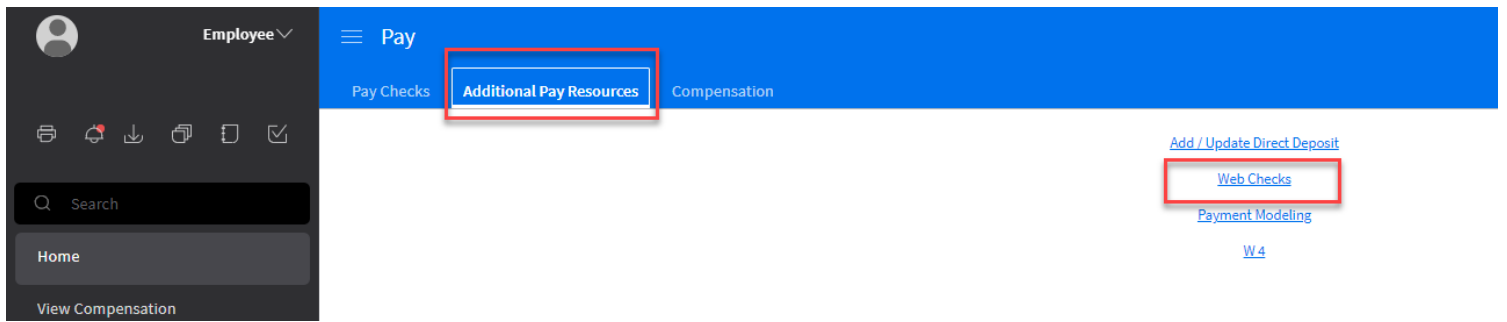 Employee
Pay
Pay Checks Additional Pay Resources Compensation
Add / Update Direct Deposit
Web Checks
Payment Modeling
W 4
Search
Home
View Compensation